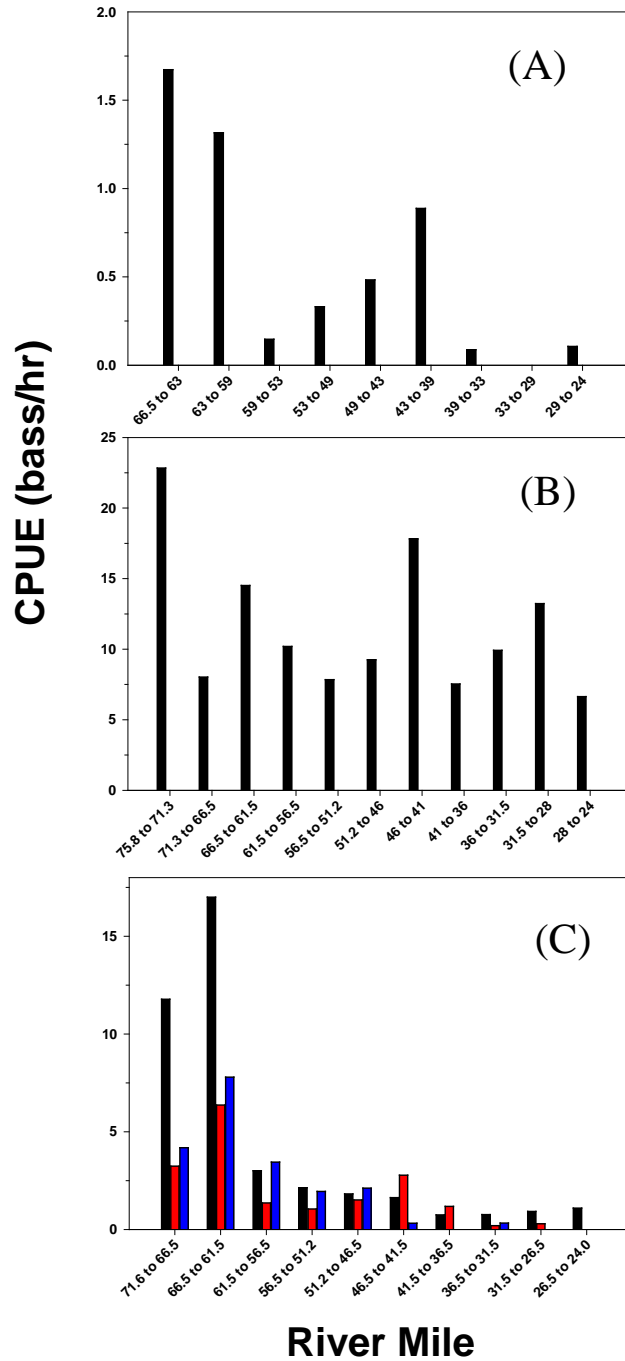 CPUE (bass/hr)
2.0
1.5
1.0
0.5
0.0
(A)
66.5 to 63
63 to 59
59 to 53
53 to 49
49 to 43
43 to 39
39 to 33
33 to 29
29 to 24
25
20
15
10
5
0
(B)
75.8 to 71.3
71.3 to 66.5
66.5 to 61.5
61.5 to 56.5
56.5 to 51.2
51.2 to 46
46 to 41
41 to 36
36 to 31.5
31.5 to 28
28 to 24
15
10
5
0
(C)
71.6 to 66.5
66.5 to 61.5
61.5 to 56.5
56.5 to 51.2
51.2 to 46.5
46.5 to 41.5
41.5 to 36.5
36.5 to 31.5
31.5 to 26.5
26.5 to 24.0
River Mile